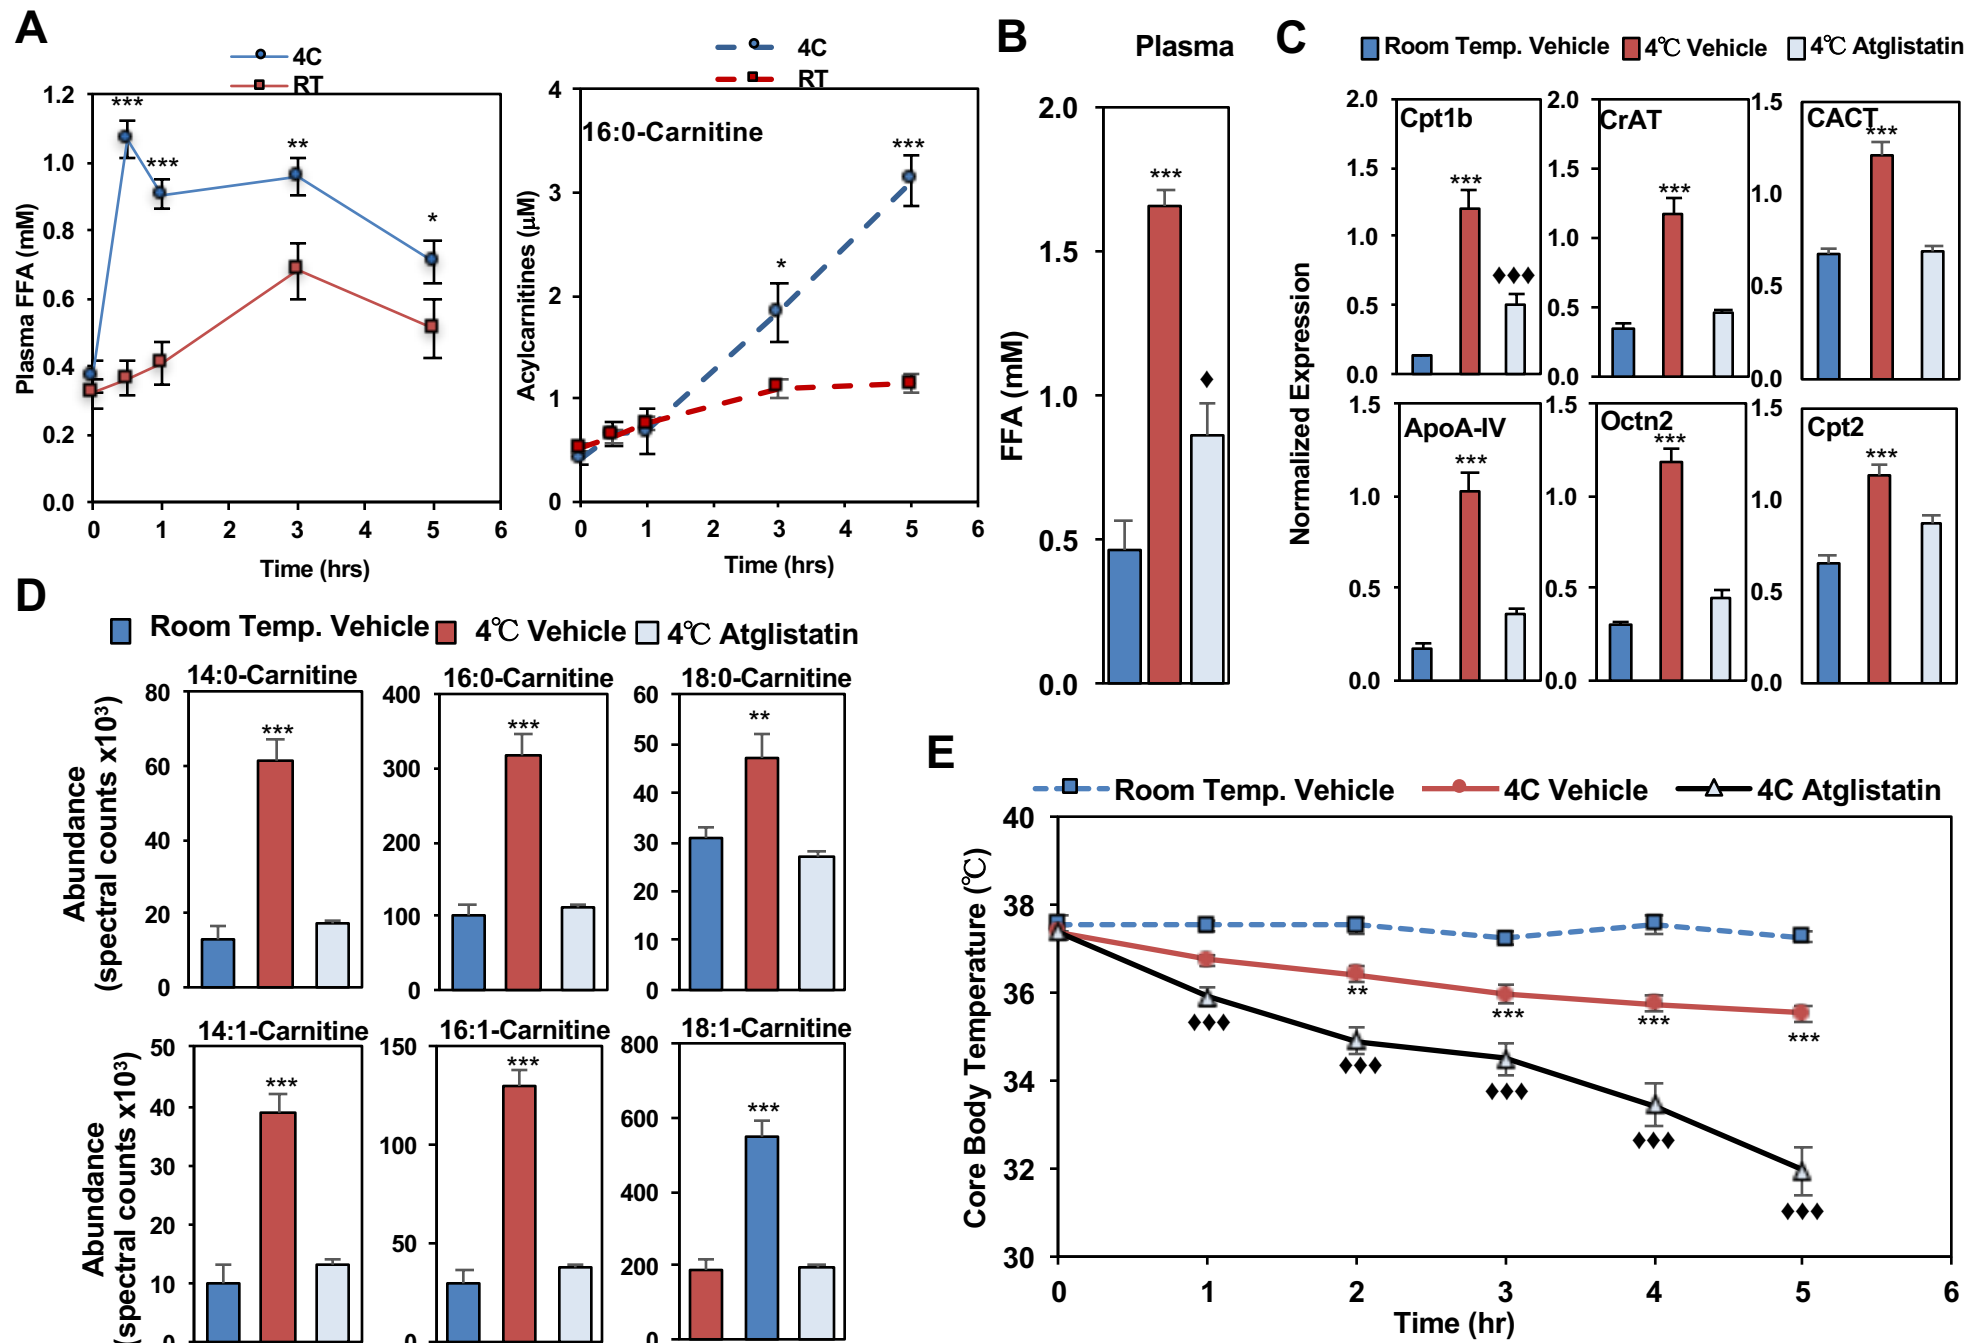 A
4C
RT
1.2
1.0
0.8
0.6
0.4
0.2
0.0
Plasma FFA (mM)
***
***
**
*
0 1 2 3 4 5 6
Time (hrs)
4C
RT
16:0-Carnitine
4
3
2
1
0
Acylcarnitines (µM)
*
***
0 1 2 3 4 5 6
Time (hrs)
B
Plasma
2.0
1.5
1.0
0.5
0.0
FFA (mM)
***
♦
C
Room Temp. Vehicle 4℃ Vehicle 4℃ Atglistatin
Normalized Expression
Cpt1b
2.0
1.5
1.0
0.5
0.0
***
♦♦♦
CrAT
2.0
1.5
1.0
0.5
0.0
***
CACT
1.5
1.0
0.5
0.0
***
ApoA-IV
1.5
1.0
0.5
0.0
***
Octn2
1.5
1.0
0.5
0.0
***
Cpt2
1.5
1.0
0.5
0.0
***
D
Room Temp. Vehicle 4℃ Vehicle 4℃ Atglistatin
Abundance
(spectral counts x10³)
14:0-Carnitine
80
60
40
20
0
***
16:0-Carnitine
400
300
200
100
0
***
18:0-Carnitine
60
50
40
30
20
10
0
**
Abundance
(spectral counts x10³)
14:1-Carnitine
50
40
30
20
10
0
***
16:1-Carnitine
150
100
50
0
***
18:1-Carnitine
800
600
400
200
0
***
E
Room Temp. Vehicle 4C Vehicle 4C Atglistatin
40
38
36
34
32
30
Core Body Temperature (℃)
**
***
***
***
♦♦♦
♦♦♦
♦♦♦
♦♦♦
♦♦♦
0 1 2 3 4 5 6
Time (hr)